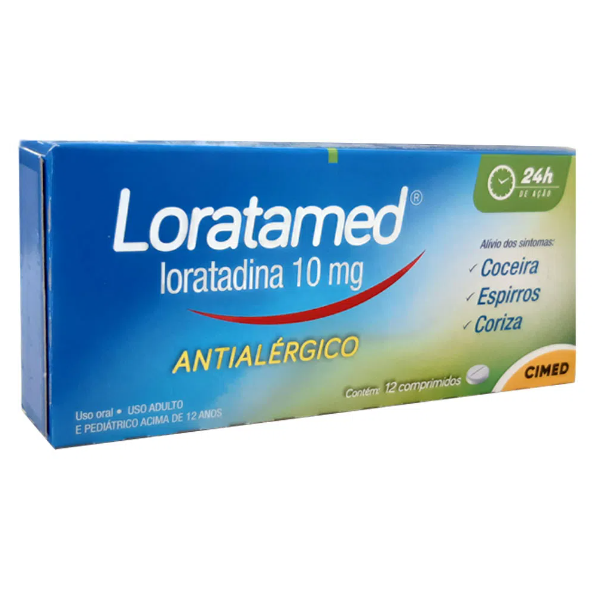 Loratamed®
loratadina 10 mg
ANTIALÉRGICO
Uso oral • USO ADULTO
E PEDIÁTRICO ACIMA DE 12 ANOS
24h
DE AÇÃO
Alívio dos sintomas:
✓ Coceira
✓ Espirros
✓ Coriza
Contém: 12 comprimidos
CIMED